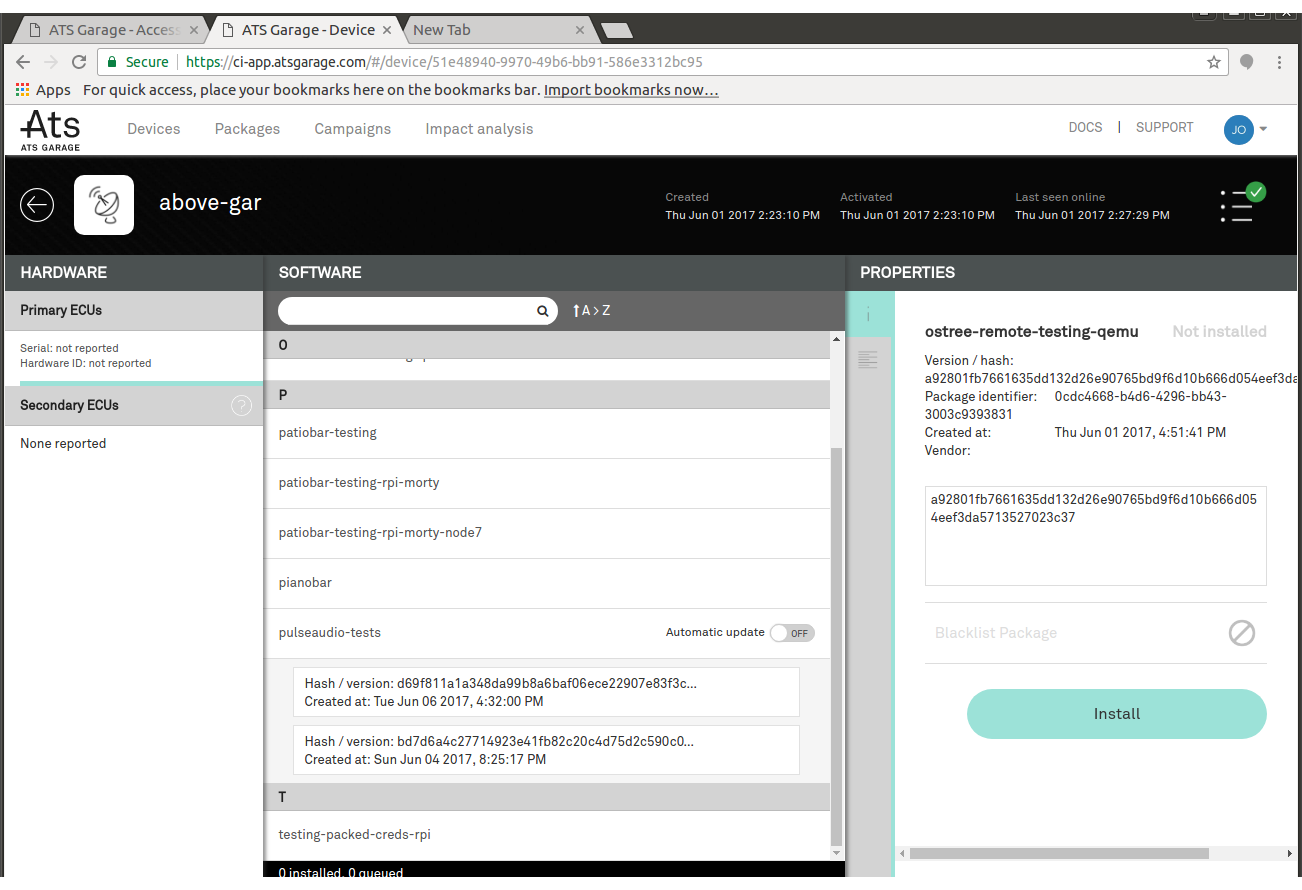 ATS Garage - Access
ATS Garage - Device
New Tab
Secure
https://ci-app.atsgarage.com/#/device/51e48940-9970-49b6-bb91-586e3312bc95
Apps For quick access, place your bookmarks here on the bookmarks bar. Import bookmarks now...
Ats
ATS GARAGE
Devices Packages Campaigns Impact analysis
DOCS | SUPPORT
JO
above-gar
Created
Thu Jun 01 2017 2:23:10 PM
Activated
Thu Jun 01 2017 2:23:10 PM
Last seen online
Thu Jun 01 2017 2:27:29 PM
HARDWARE
Primary ECUs
Serial: not reported
Hardware ID: not reported
Secondary ECUs ?
None reported
SOFTWARE
A > Z
O
P
patiobar-testing
patiobar-testing-rpi-morty
patiobar-testing-rpi-morty-node7
pianobar
pulseaudio-tests Automatic update OFF
Hash / version: d69f811a1a348da99b8a6baf06ece22907e83f3c...
Created at: Tue Jun 06 2017, 4:32:00 PM
Hash / version: bd7d6a4c27714923e41fb82c20c4d75d2c590c0...
Created at: Sun Jun 04 2017, 8:25:17 PM
T
testing-packed-creds-rpi
0 installed, 0 queued
PROPERTIES
i
ostree-remote-testing-qemu Not installed
Version / hash:
a92801fb7661635dd132d26e90765bd9f6d10b666d054eef3da
Package identifier: 0cdc4668-b4d6-4296-bb43-
3003c9393831
Created at: Thu Jun 01 2017, 4:51:41 PM
Vendor:
a92801fb7661635dd132d26e90765bd9f6d10b666d05
4eef3da5713527023c37
Blacklist Package
Install